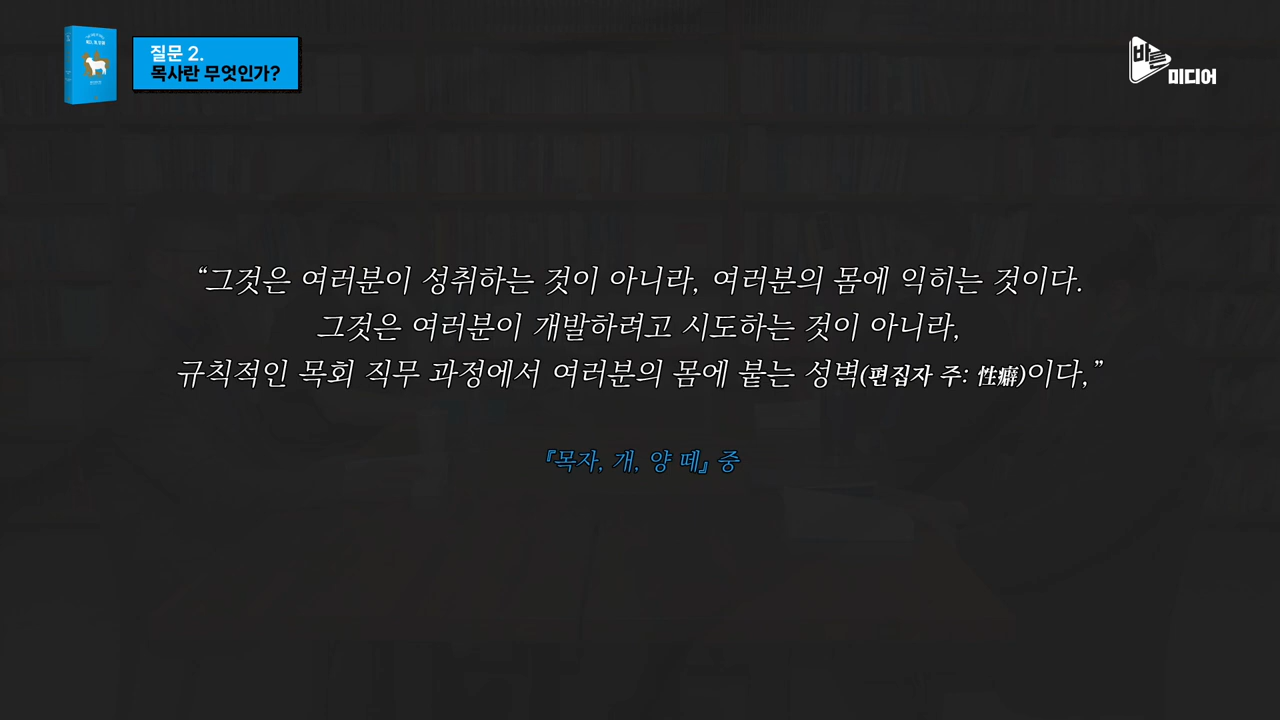 질문 2.
목사란 무엇인가?
바른
미디어
“그것은 여러분이 성취하는 것이 아니라, 여러분의 몸에 익히는 것이다.
그것은 여러분이 개발하려고 시도하는 것이 아니라,
규칙적인 목회 직무 과정에서 여러분의 몸에 붙는 성벽(편집자 주: 性癖)이다,”
『목자, 개, 양 떼』 중